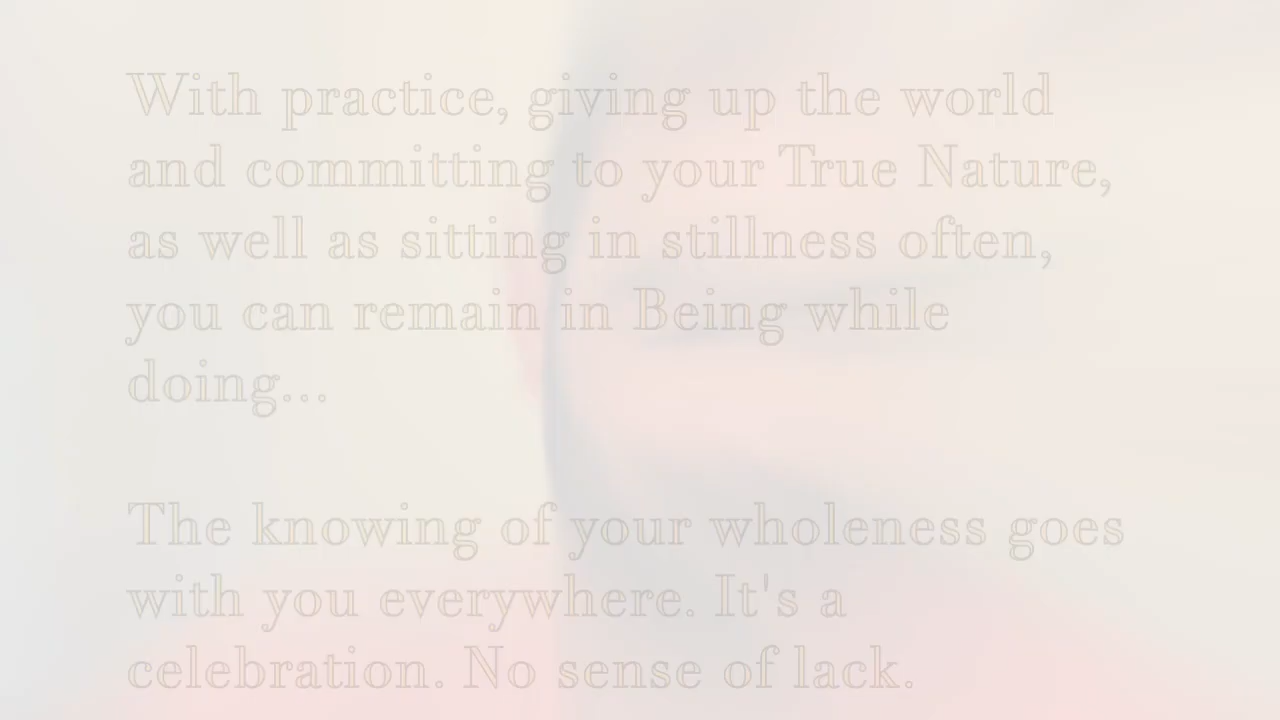 With practice, giving up the world
and committing to your True Nature,
as well as sitting in stillness often,
you can remain in Being while
doing...
The knowing of your wholeness goes
with you everywhere. It's a
celebration. No sense of lack.